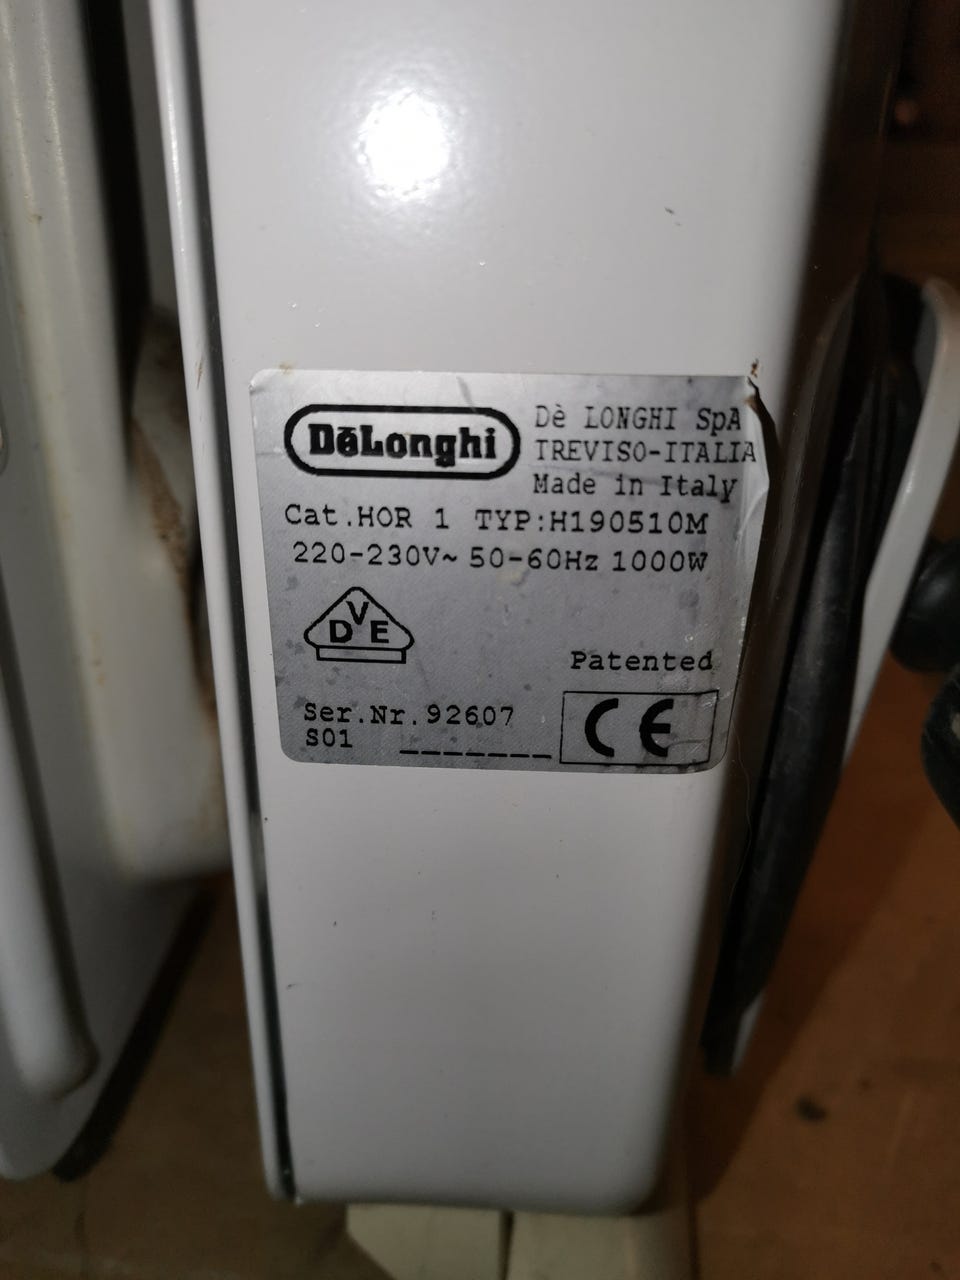 DēLonghi
Dè LONGHI SpA
TREVISO-ITALIA
Made in Italy
Cat.HOR 1 TYP:H190510M
220-230V~ 50-60Hz 1000W
DVE
Patented
Ser.Nr.92607
S01 _______
CE